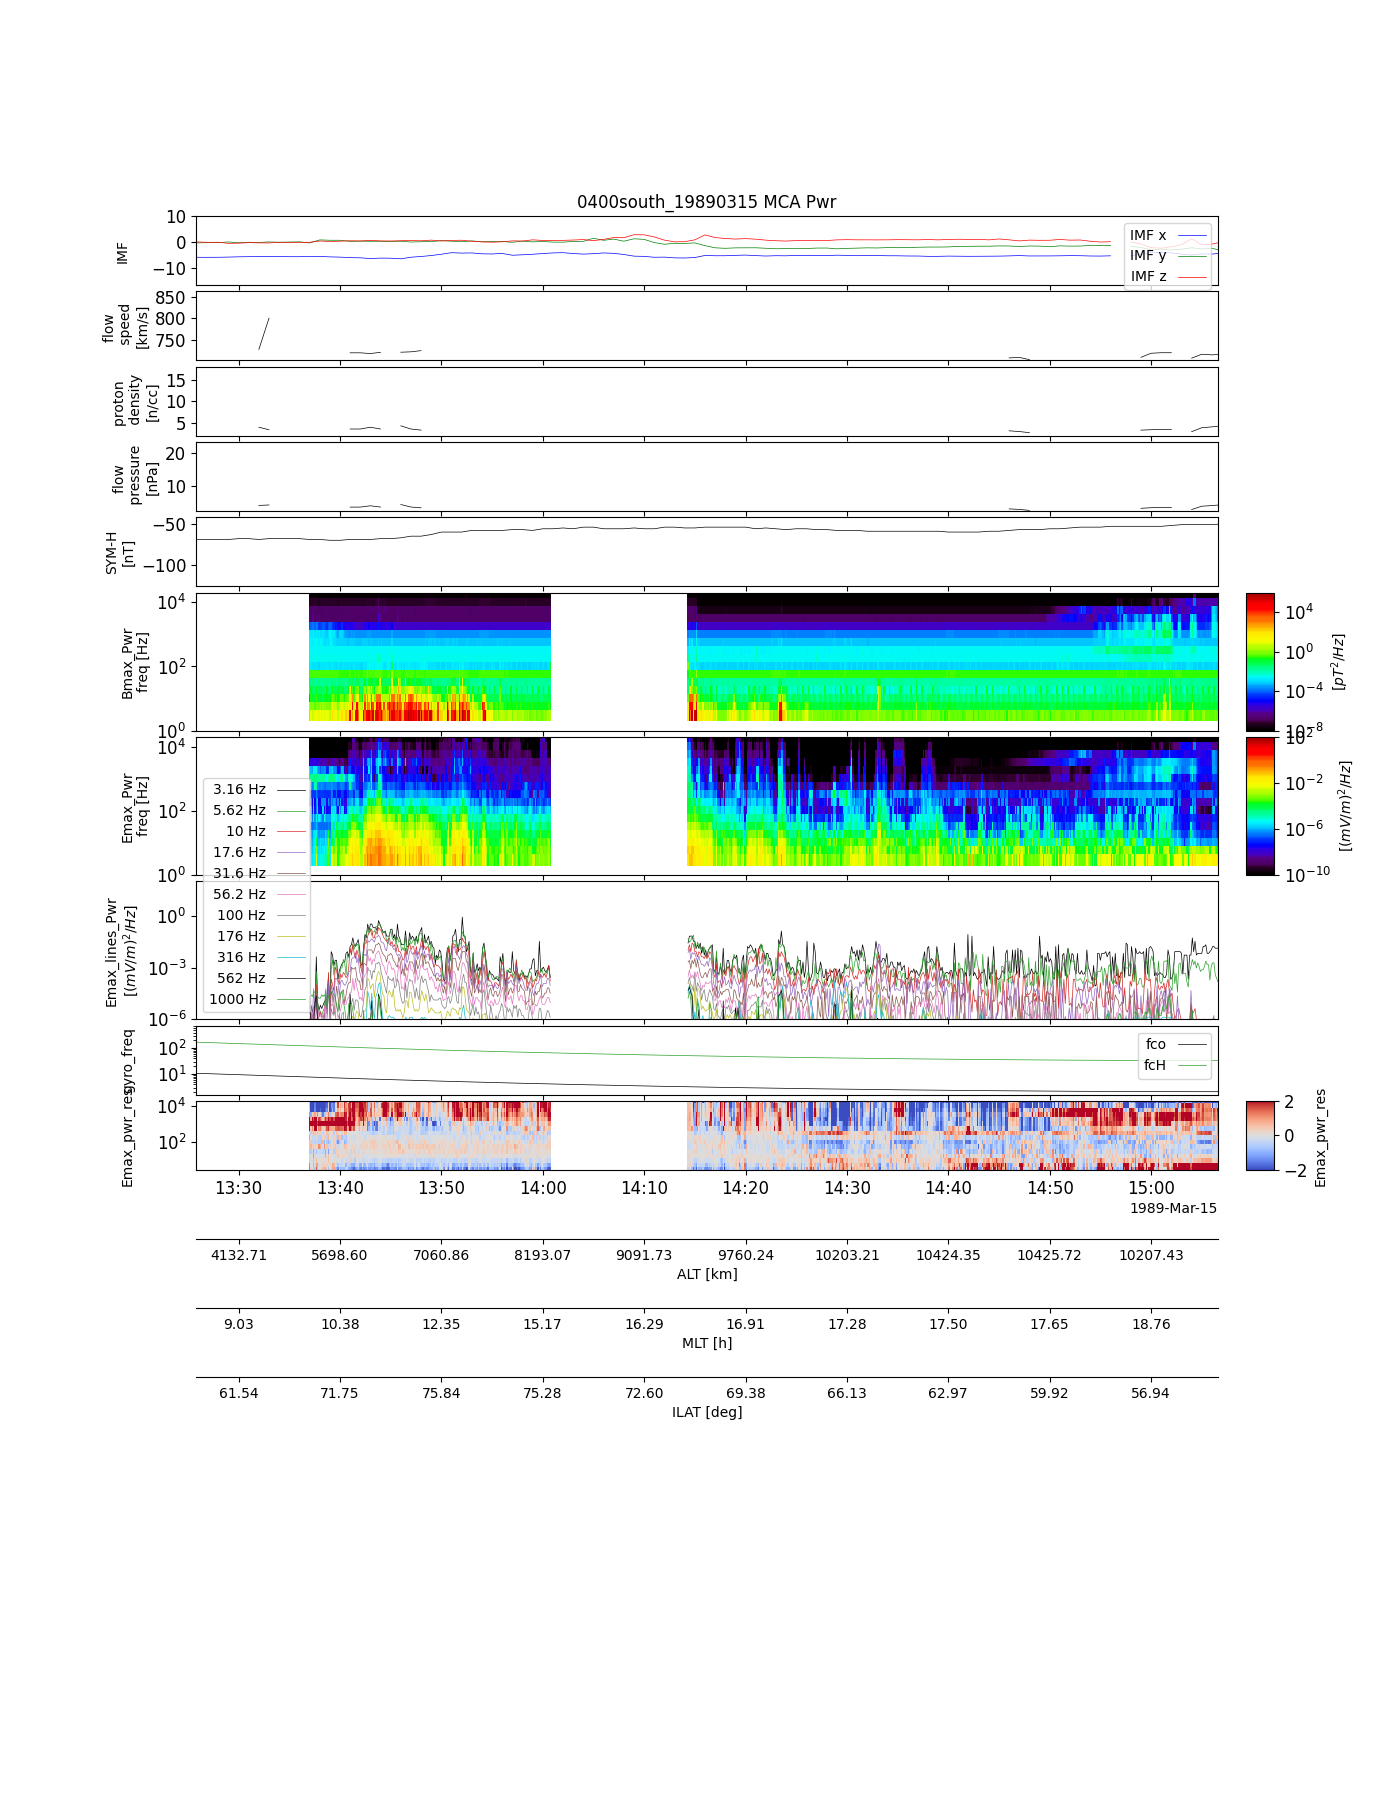 0400south_19890315 MCA Pwr
10
0
−10
IMF
IMF x
IMF y
IMF z
850
800
750
flow
speed
[km/s]
15
10
5
proton
density
[n/cc]
20
10
flow
pressure
[nPa]
−50
−100
SYM-H
[nT]
10^4
10^2
10^0
Bmax_Pwr
freq [Hz]
10^4
10^0
10^−4
10^−8
[pT^2/Hz]
10^4
10^2
10^0
Emax_Pwr
freq [Hz]
10^2
10^−2
10^−6
10^−10
[(mV/m)^2/Hz]
3.16 Hz
5.62 Hz
10 Hz
17.6 Hz
31.6 Hz
56.2 Hz
100 Hz
176 Hz
316 Hz
562 Hz
1000 Hz
10^0
10^−3
10^−6
Emax_lines_Pwr
[(mV/m)^2/Hz]
10^2
10^1
gyro_freq
fco
fcH
10^4
10^2
Emax_pwr_res
2
0
−2
Emax_pwr_res
13:30 13:40 13:50 14:00 14:10 14:20 14:30 14:40 14:50 15:00
1989-Mar-15
4132.71 5698.60 7060.86 8193.07 9091.73 9760.24 10203.21 10424.35 10425.72 10207.43
ALT [km]
9.03 10.38 12.35 15.17 16.29 16.91 17.28 17.50 17.65 18.76
MLT [h]
61.54 71.75 75.84 75.28 72.60 69.38 66.13 62.97 59.92 56.94
ILAT [deg]